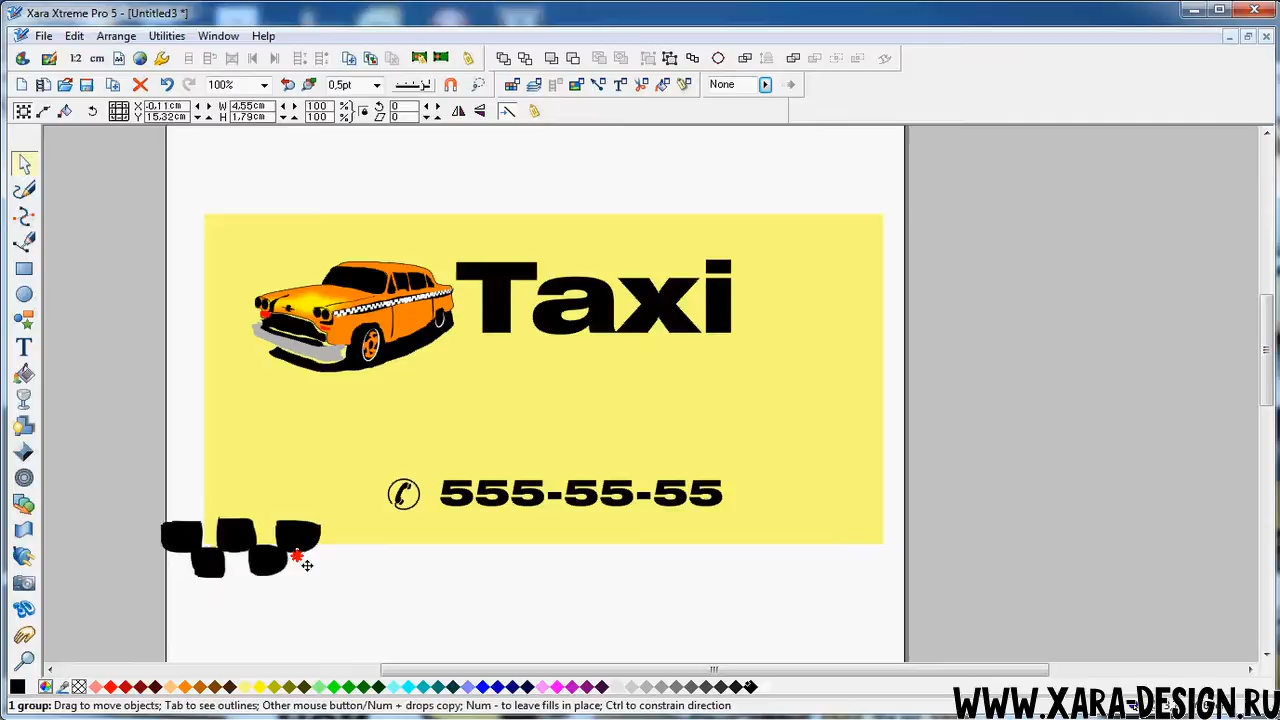 Xara Xtreme Pro 5 - [Untitled3 *]
File Edit Arrange Utilities Window Help
1:2 cm
100% 0,5pt None
X -0,11cm W 4,55cm 100 % 0
Y 15,32cm H 1,79cm 100 % 0
Taxi
555-55-55
T
3D
1 group: Drag to move objects; Tab to see outlines; Other mouse button/Num + drops copy; Num - to leave fills in place; Ctrl to constrain direction
WWW.XARA-DESIGN.RU